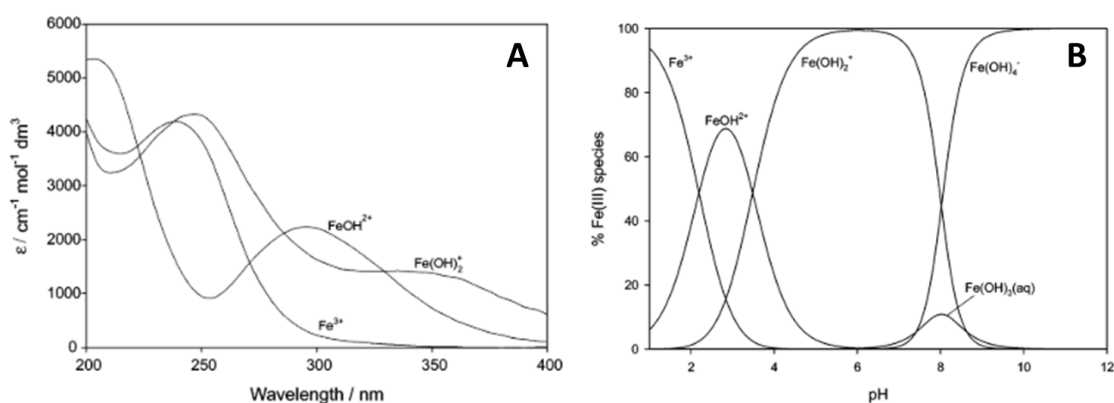 A
6000
5000
4000
3000
2000
1000
0
ε / cm⁻¹ mol⁻¹ dm³
FeOH²⁺
Fe(OH)₂⁺
Fe³⁺
200 250 300 350 400
Wavelength / nm
B
100
80
60
40
20
0
% Fe(III) species
Fe³⁺
Fe(OH)₂⁺
Fe(OH)₄⁻
FeOH²⁺
Fe(OH)₃(aq)
2 4 6 8 10 12
pH